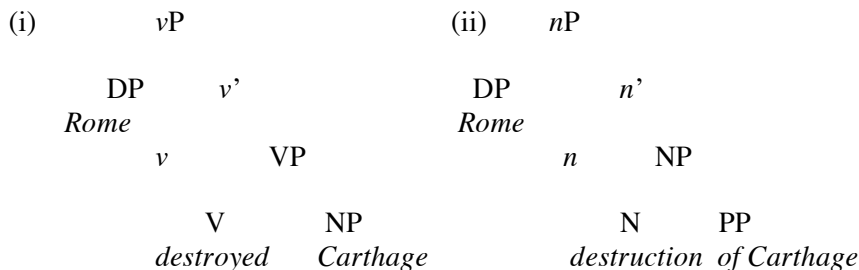 (i) vP (ii) nP
DP v’ DP n’
Rome Rome
v VP n NP
V NP N PP
destroyed Carthage destruction of Carthage